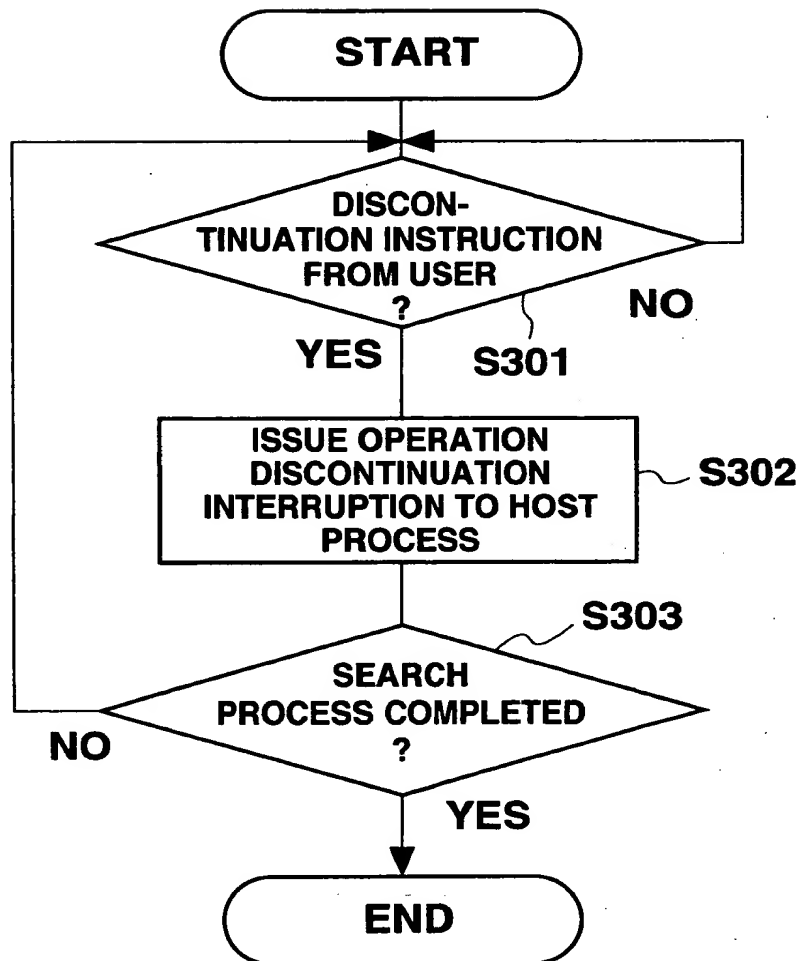 START
DISCON-
TINUATION INSTRUCTION
FROM USER
?
NO
YES
S301
ISSUE OPERATION
DISCONTINUATION
INTERRUPTION TO HOST
PROCESS
S302
S303
SEARCH
PROCESS COMPLETED
?
NO
YES
END